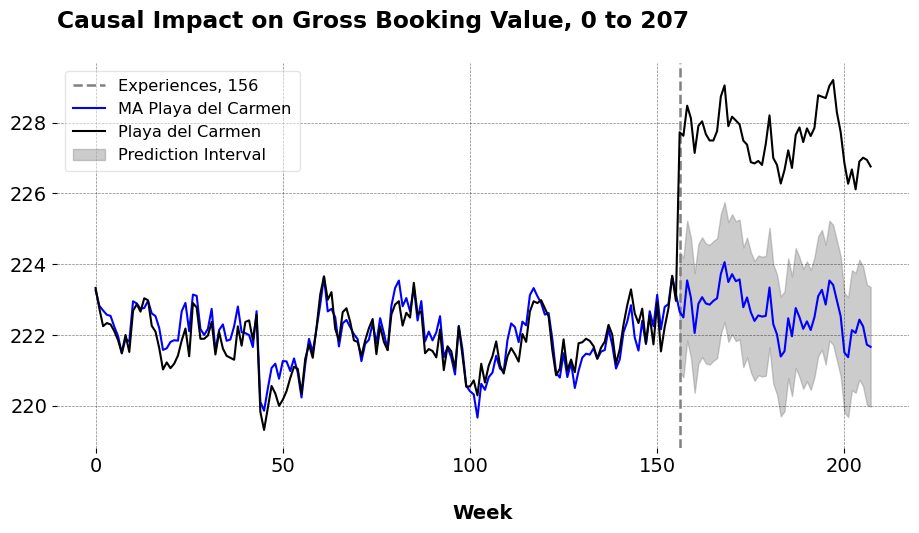 Causal Impact on Gross Booking Value, 0 to 207
Experiences, 156
MA Playa del Carmen
Playa del Carmen
Prediction Interval
228
226
224
222
220
0 50 100 150 200
Week